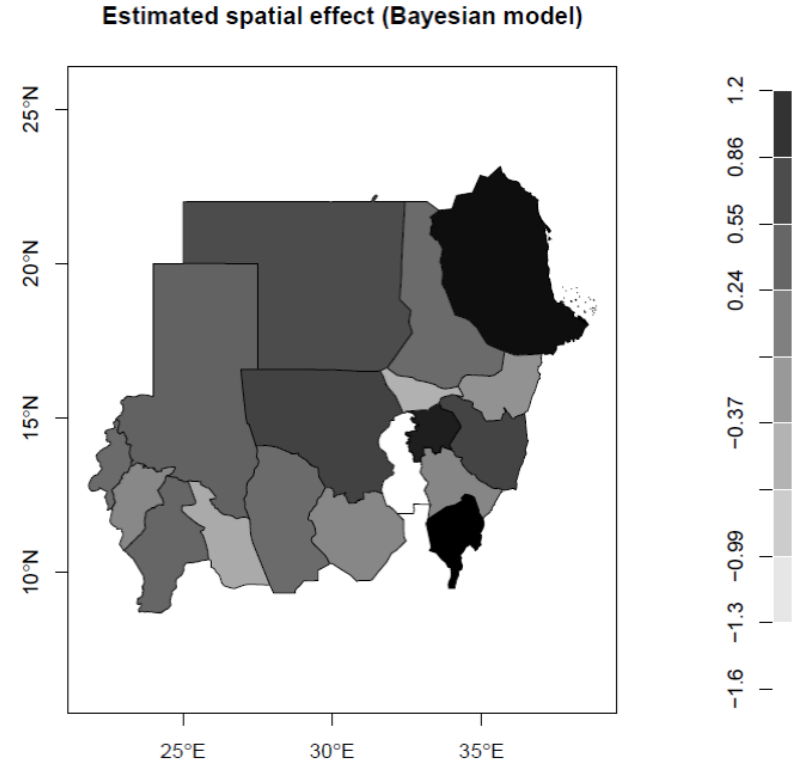 Estimated spatial effect (Bayesian model)
25°N
20°N
15°N
10°N
25°E
30°E
35°E
1.2
0.86
0.55
0.24
−0.37
−0.99
−1.3
−1.6